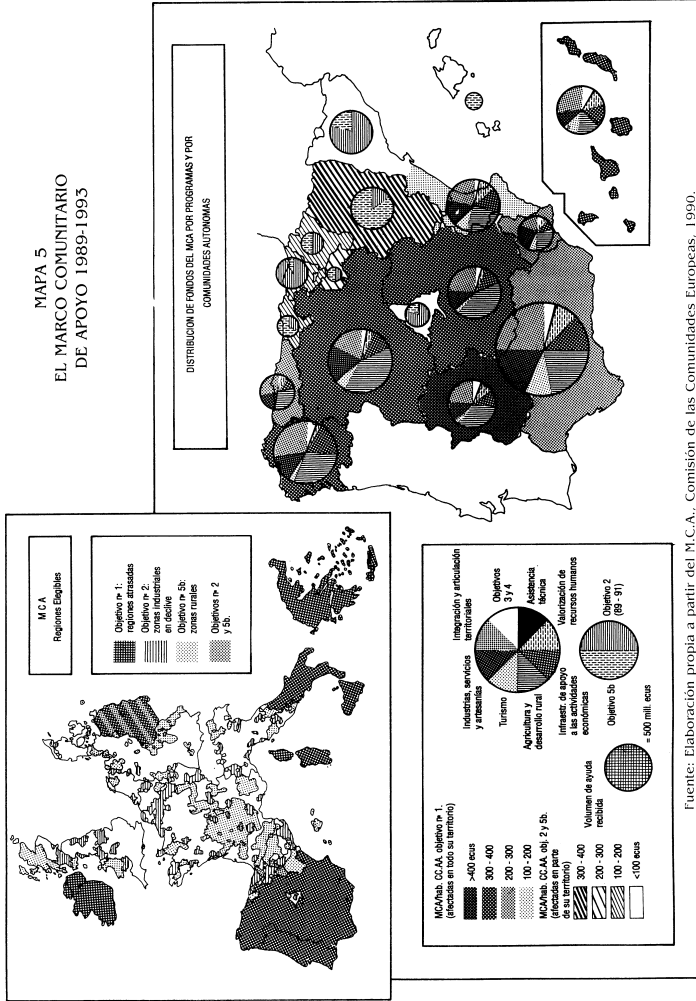 MAPA 5
EL MARCO COMUNITARIO
DE APOYO 1989-1993
M C A
Regiones Elegibles
Objetivo nº 1:
regiones atrasadas
Objetivo nº 2:
zonas industriales
en declive
Objetivo nº 5b:
zonas rurales
Objetivos nº 2
y 5b.
DISTRIBUCION DE FONDOS DEL MCA POR PROGRAMAS Y POR
COMUNIDADES AUTONOMAS
MCA/hab. CC.AA. objetivo nº 1.
(afectadas en todo su territorio)
>400 ecus
300 - 400
200 - 300
100 - 200
MCA/hab. CC.AA. obj. 2 y 5b.
(afectadas en parte
de su territorio)
300 - 400
200 - 300
100 - 200
<100 ecus
Industrias, servicios
y artesanías
Integración y articulación
territoriales
Turismo
Objetivos
3 y 4
Agricultura y
desarrollo rural
Asistencia
técnica
Infraestr. de apoyo
a las actividades
económicas
Valorización de
recursos humanos
Objetivo 5b
Objetivo 2
(89 - 91)
Volumen de ayuda
recibida
= 500 mill. ecus
Fuente: Elaboración propia a partir del M.C.A., Comisión de las Comunidades Europeas, 1990.